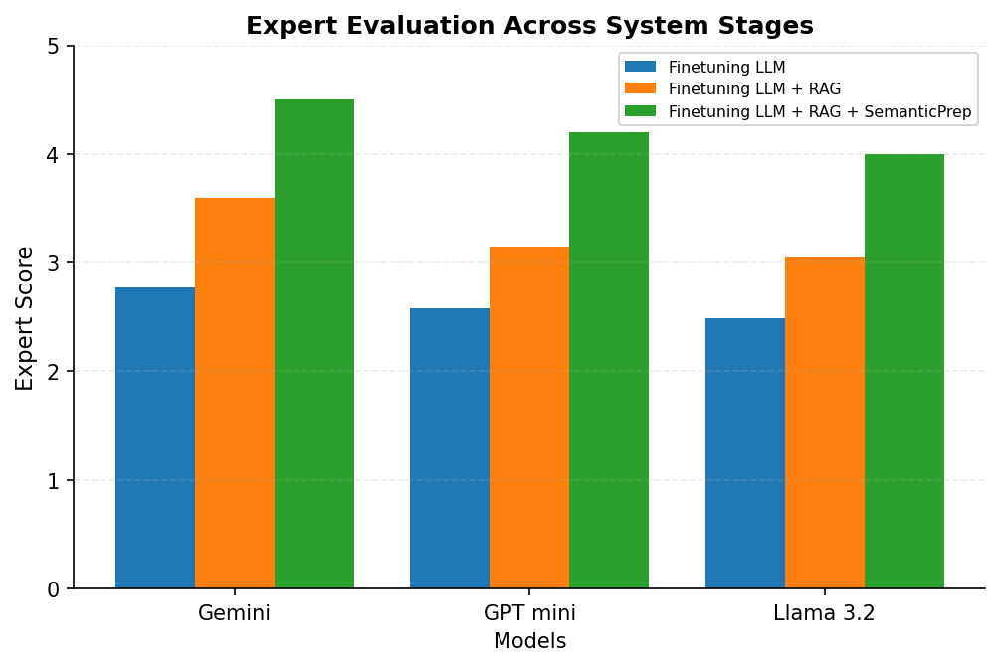 Expert Evaluation Across System Stages
Finetuning LLM
Finetuning LLM + RAG
Finetuning LLM + RAG + SemanticPrep
Expert Score
5
4
3
2
1
0
Gemini
GPT mini
Llama 3.2
Models